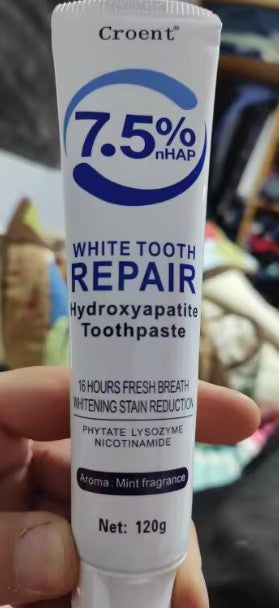 Croent®
7.5%
nHAP
WHITE TOOTH
REPAIR
Hydroxyapatite
Toothpaste
16 HOURS FRESH BREATH
WHITENING STAIN REDUCTION
PHYTATE LYSOZYME
NICOTINAMIDE
Aroma: Mint fragrance
Net: 120g